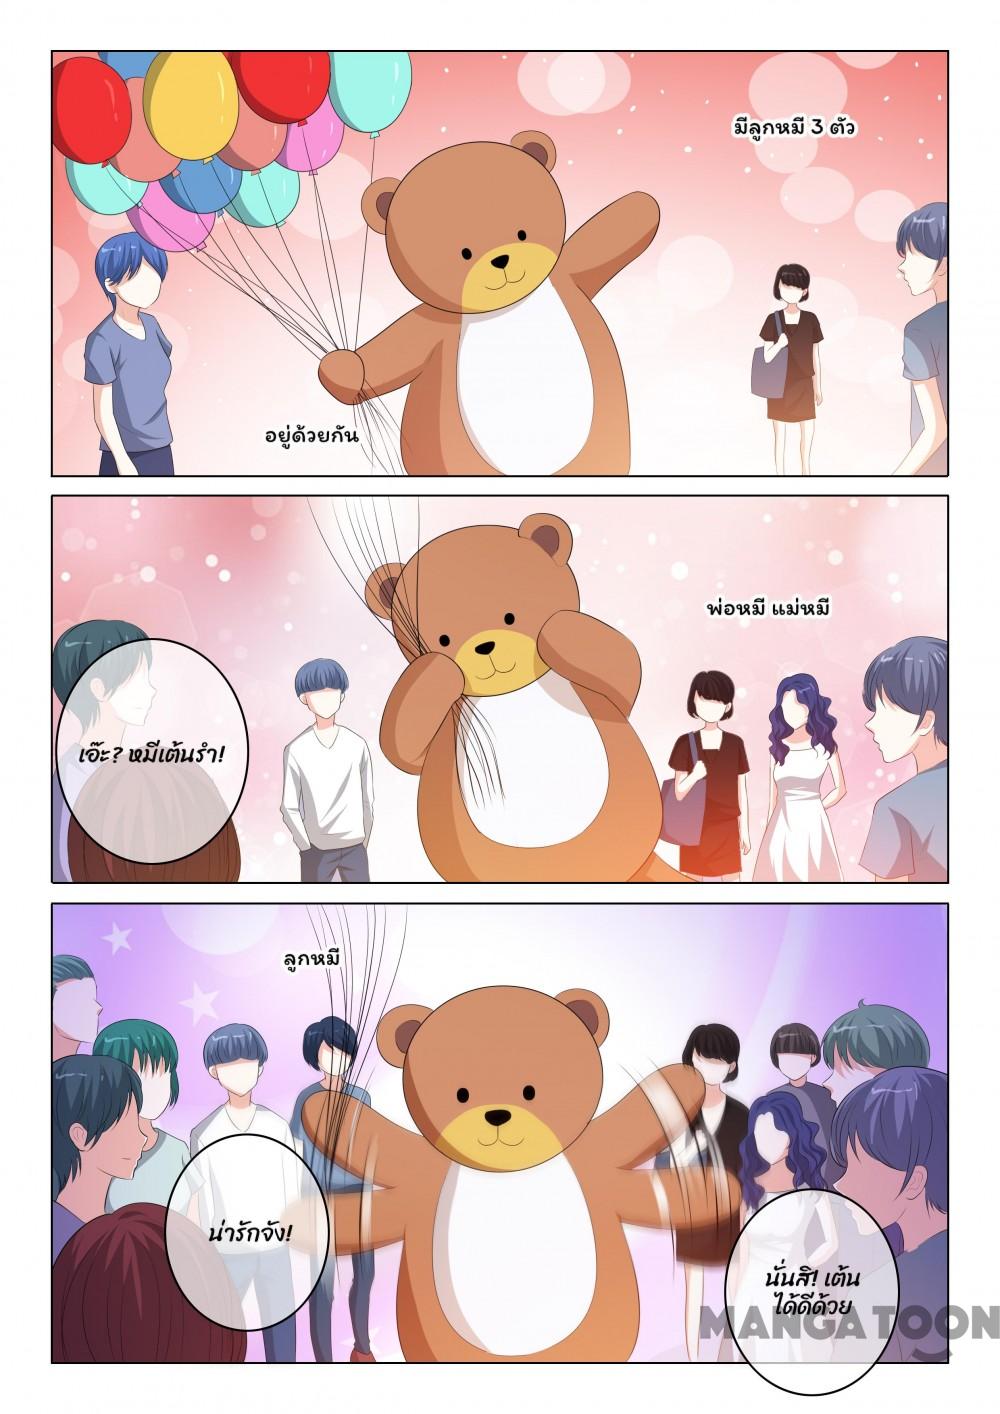 มีลูกหมี 3 ตัว
อยู่ด้วยกัน
พ่อหมี แม่หมี
เอ๊ะ? หมีเต้นรำ!
ลูกหมี
น่ารักจัง!
นั่นสิ! เต้น
ได้ดีด้วย
MANGATOON